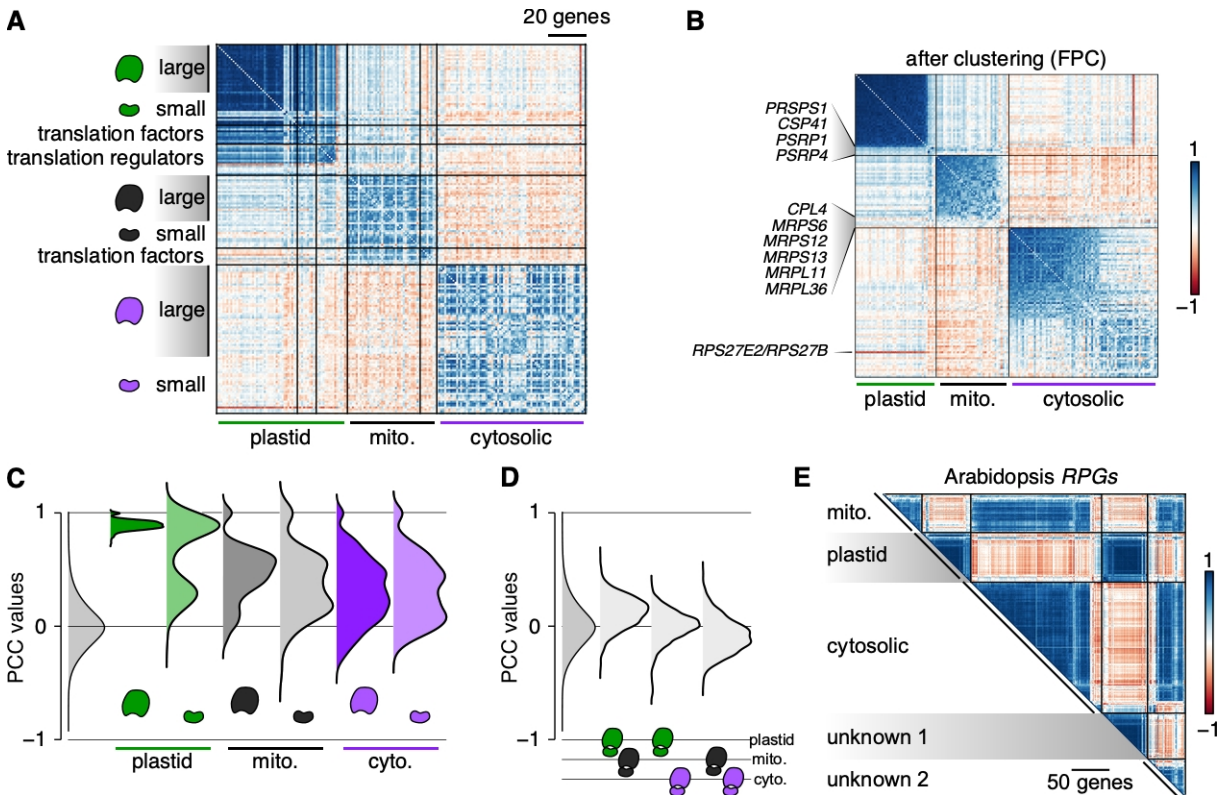 A
20 genes
large
small
translation factors
translation regulators
large
small
translation factors
large
small
plastid
mito.
cytosolic
B
after clustering (FPC)
PRSPS1
CSP41
PSRP1
PSRP4
CPL4
MRPS6
MRPS12
MRPS13
MRPL11
MRPL36
RPS27E2/RPS27B
1
−1
plastid
mito.
cytosolic
C
PCC values
1
0
−1
plastid
mito.
cyto.
D
PCC values
1
0
−1
plastid
mito.
cyto.
E
Arabidopsis RPGs
mito.
plastid
cytosolic
unknown 1
unknown 2
50 genes
1
−1